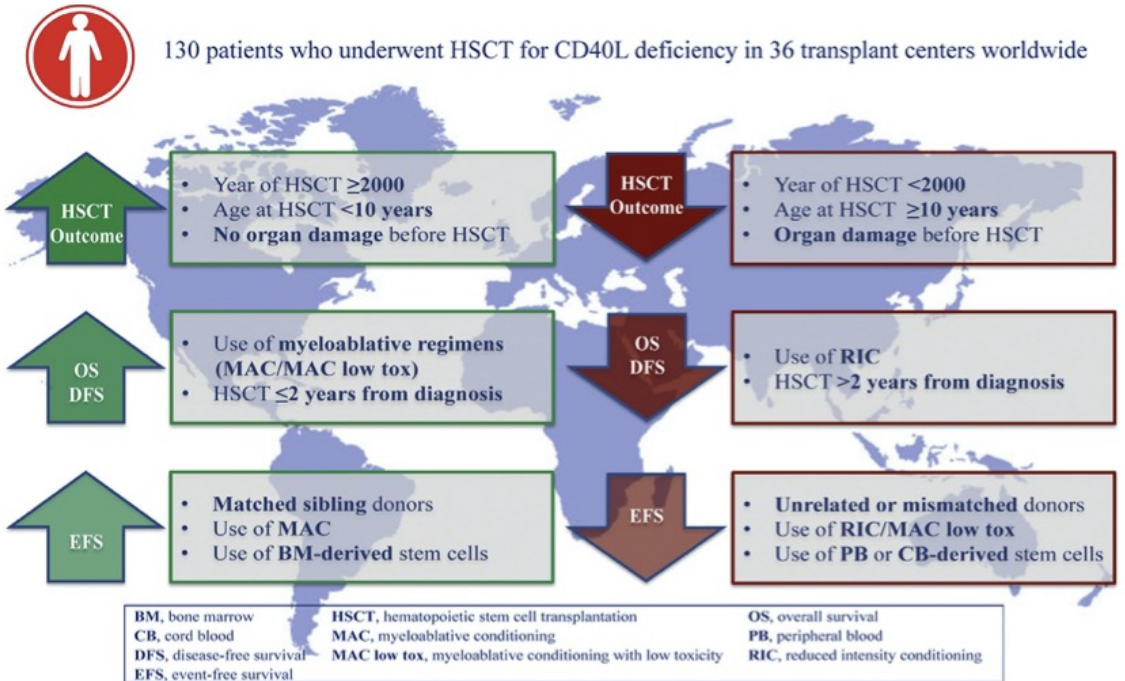 130 patients who underwent HSCT for CD40L deficiency in 36 transplant centers worldwide
HSCT
Outcome
• Year of HSCT ≥2000
• Age at HSCT <10 years
• No organ damage before HSCT
HSCT
Outcome
• Year of HSCT <2000
• Age at HSCT ≥10 years
• Organ damage before HSCT
OS
DFS
• Use of myeloablative regimens
(MAC/MAC low tox)
• HSCT ≤2 years from diagnosis
OS
DFS
• Use of RIC
• HSCT >2 years from diagnosis
EFS
• Matched sibling donors
• Use of MAC
• Use of BM-derived stem cells
EFS
• Unrelated or mismatched donors
• Use of RIC/MAC low tox
• Use of PB or CB-derived stem cells
BM, bone marrow
CB, cord blood
DFS, disease-free survival
EFS, event-free survival
HSCT, hematopoietic stem cell transplantation
MAC, myeloablative conditioning
MAC low tox, myeloablative conditioning with low toxicity
OS, overall survival
PB, peripheral blood
RIC, reduced intensity conditioning